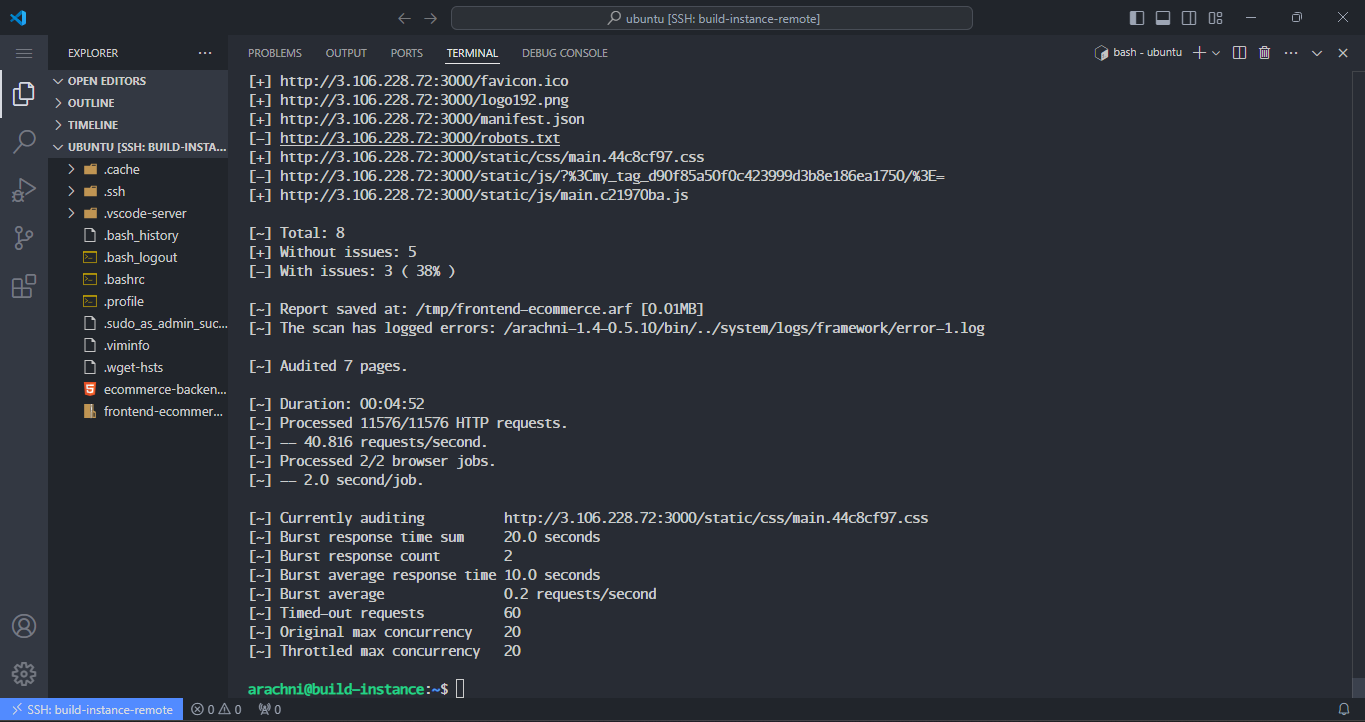 ubuntu [SSH: build-instance-remote]
EXPLORER
OPEN EDITORS
OUTLINE
TIMELINE
UBUNTU [SSH: BUILD-INSTA...
.cache
.ssh
.vscode-server
.bash_history
.bash_logout
.bashrc
.profile
.sudo_as_admin_suc...
.viminfo
.wget-hsts
ecommerce-backen...
frontend-ecommer...
PROBLEMS OUTPUT PORTS TERMINAL DEBUG CONSOLE
bash - ubuntu
[+] http://3.106.228.72:3000/favicon.ico
[+] http://3.106.228.72:3000/logo192.png
[+] http://3.106.228.72:3000/manifest.json
[-] http://3.106.228.72:3000/robots.txt
[+] http://3.106.228.72:3000/static/css/main.44c8cf97.css
[-] http://3.106.228.72:3000/static/js/?%3Cmy_tag_d90f85a50f0c423999d3b8e186ea1750/%3E=
[+] http://3.106.228.72:3000/static/js/main.c21970ba.js
[~] Total: 8
[+] Without issues: 5
[-] With issues: 3 ( 38% )
[~] Report saved at: /tmp/frontend-ecommerce.arf [0.01MB]
[~] The scan has logged errors: /arachni-1.4-0.5.10/bin/../system/logs/framework/error-1.log
[~] Audited 7 pages.
[~] Duration: 00:04:52
[~] Processed 11576/11576 HTTP requests.
[~] -- 40.816 requests/second.
[~] Processed 2/2 browser jobs.
[~] -- 2.0 second/job.
[~] Currently auditing http://3.106.228.72:3000/static/css/main.44c8cf97.css
[~] Burst response time sum 20.0 seconds
[~] Burst response count 2
[~] Burst average response time 10.0 seconds
[~] Burst average 0.2 requests/second
[~] Timed-out requests 60
[~] Original max concurrency 20
[~] Throttled max concurrency 20
arachni@build-instance:~$
SSH: build-instance-remote 0 0 0